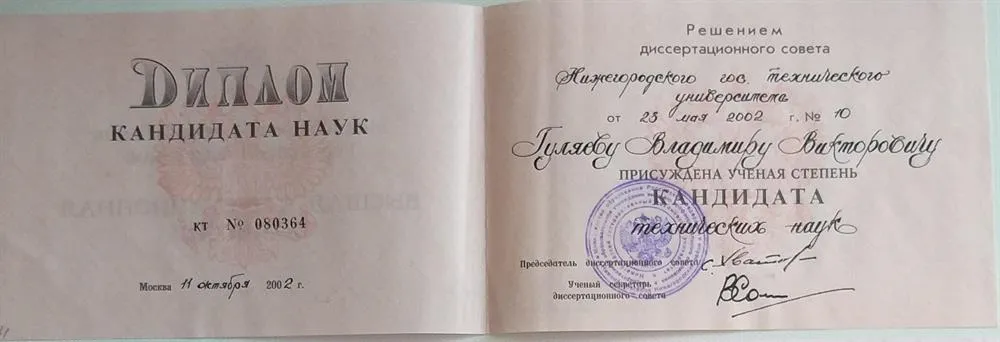 ДИПЛОМ
КАНДИДАТА НАУК
КТ № 080364
Москва 11 октября 2002 г.
Решением
диссертационного совета
Нижегородского гос. технического
университета
от 23 мая 2002 г. № 10
Гуляеву Владимиру Викторовичу
ПРИСУЖДЕНА УЧЕНАЯ СТЕПЕНЬ
КАНДИДАТА
технических наук
Председатель диссертационного совета
Ученый секретарь
диссертационного совета